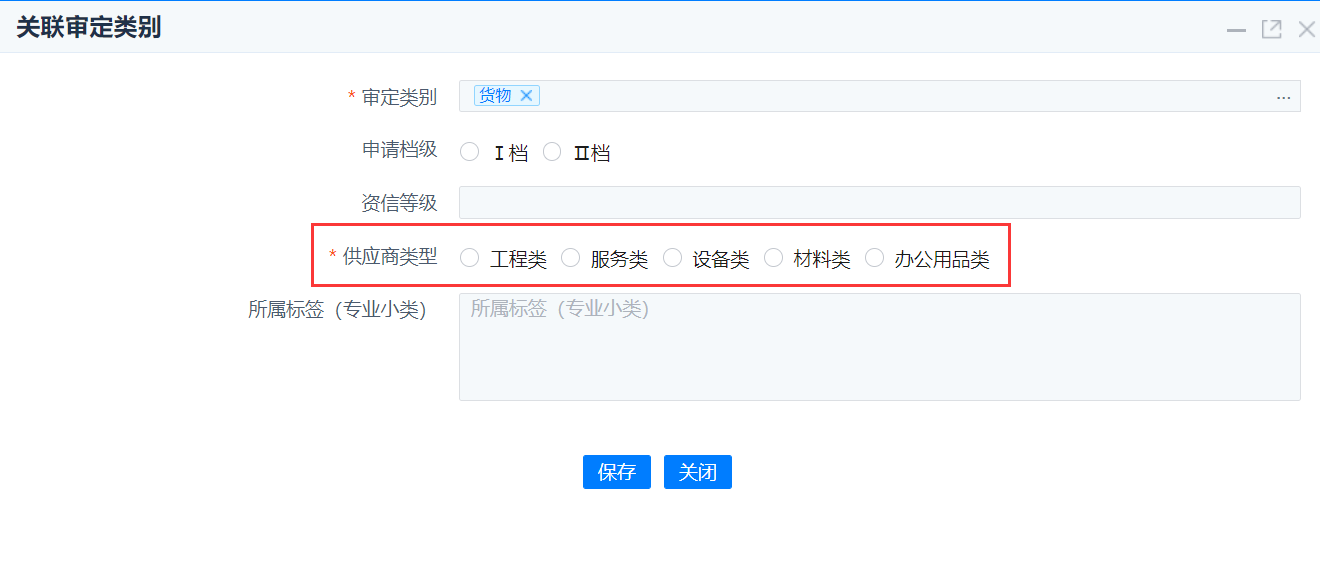 关联审定类别
* 审定类别 货物 ...
申请档级 Ⅰ档 Ⅱ档
资信等级
* 供应商类型 工程类 服务类 设备类 材料类 办公用品类
所属标签（专业小类） 所属标签（专业小类）
保存 关闭